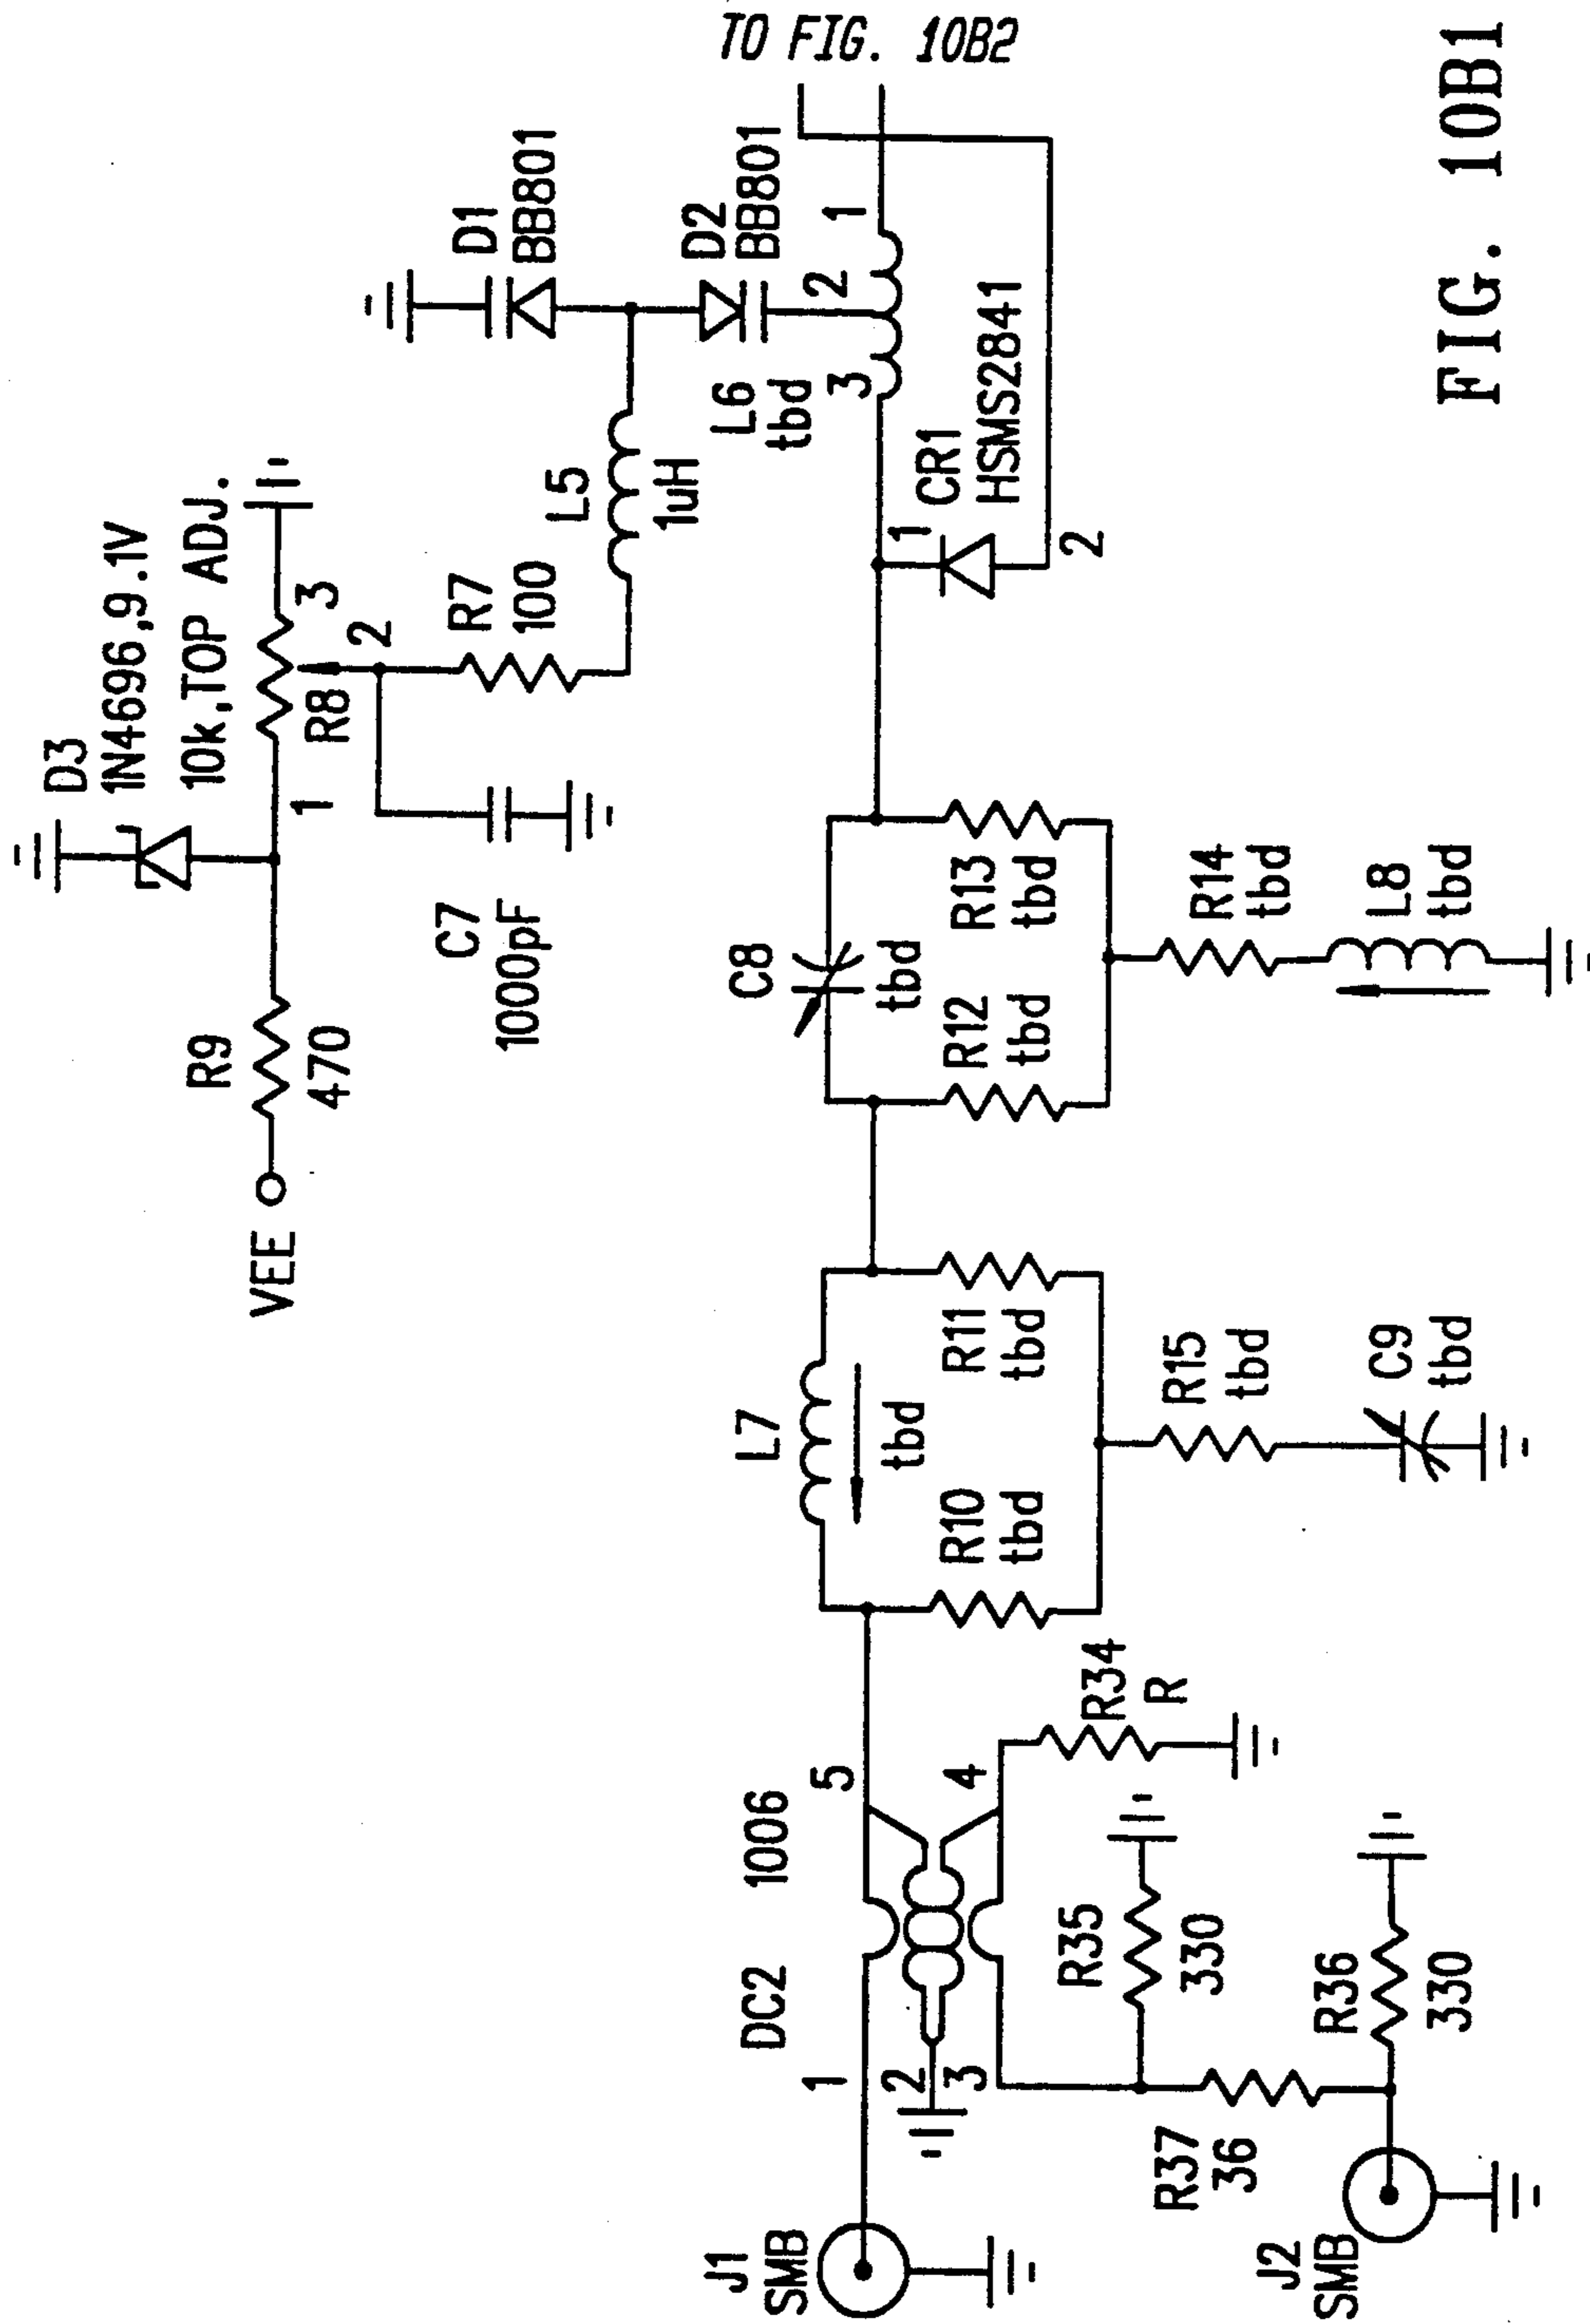 D3
1N4696,9.1V
10k,TOP ADJ.
VEE
R9
470
1
R8
3
2
C7
1000pF
R7
100
L5
1uH
D1
BB801
D2
BB801
L6
tbd
3
2
1
TO FIG. 10B2
1
CR1
HSMS2841
2
C8
tbd
R12
tbd
R13
tbd
R14
tbd
L8
tbd
L7
tbd
R10
tbd
R11
tbd
R15
tbd
C9
tbd
J1
SMB
1
DC2
1006
5
2
3
4
R34
R
R35
330
R37
36
R36
330
J2
SMB
FIG. 10B1